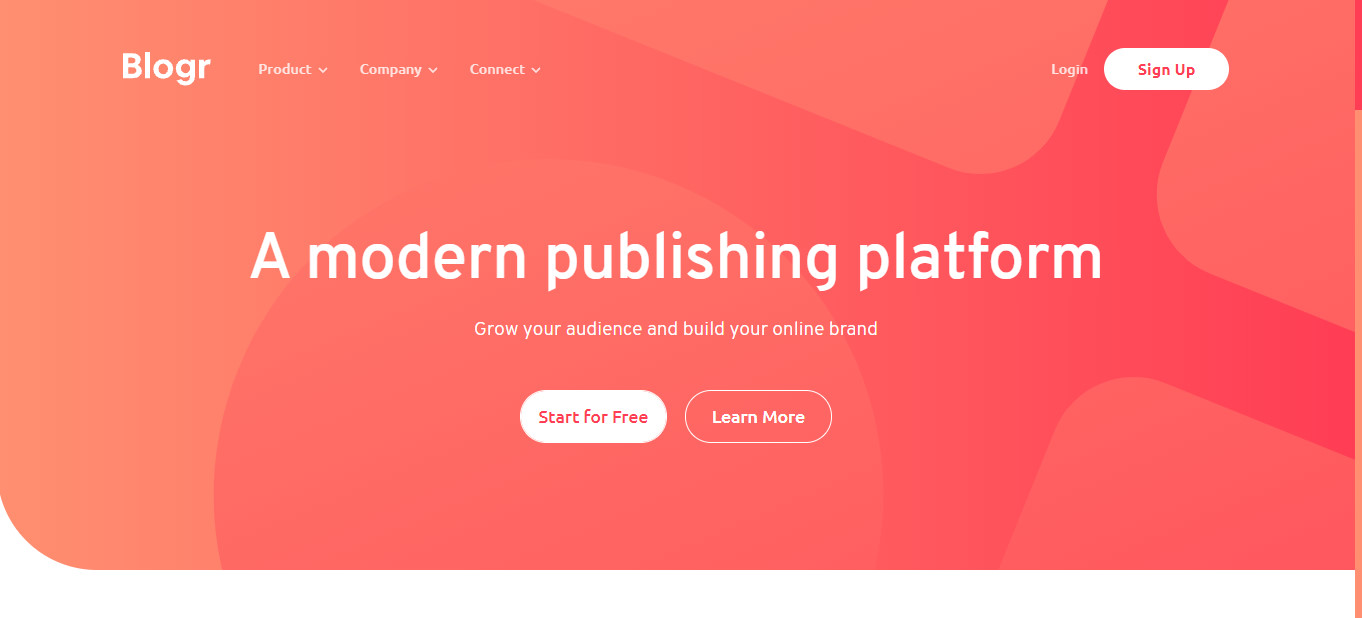 Blogr Product Company Connect Login Sign Up
A modern publishing platform
Grow your audience and build your online brand
Start for Free Learn More